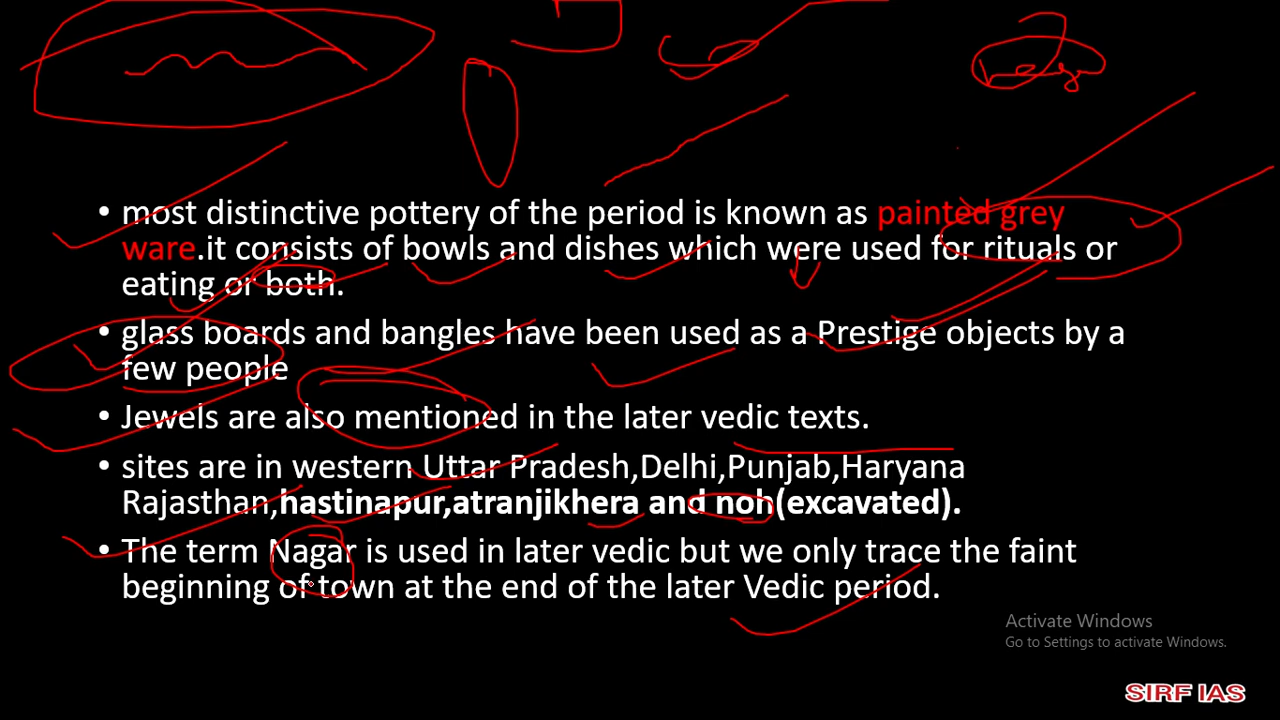 • most distinctive pottery of the period is known as painted grey
ware.it consists of bowls and dishes which were used for rituals or
eating or both.
• glass boards and bangles have been used as a Prestige objects by a
few people
• Jewels are also mentioned in the later vedic texts.
• sites are in western Uttar Pradesh,Delhi,Punjab,Haryana
Rajasthan,hastinapur,atranjikhera and noh(excavated).
• The term Nagar is used in later vedic but we only trace the faint
beginning of town at the end of the later Vedic period.
Activate Windows
Go to Settings to activate Windows.
SIRF IAS